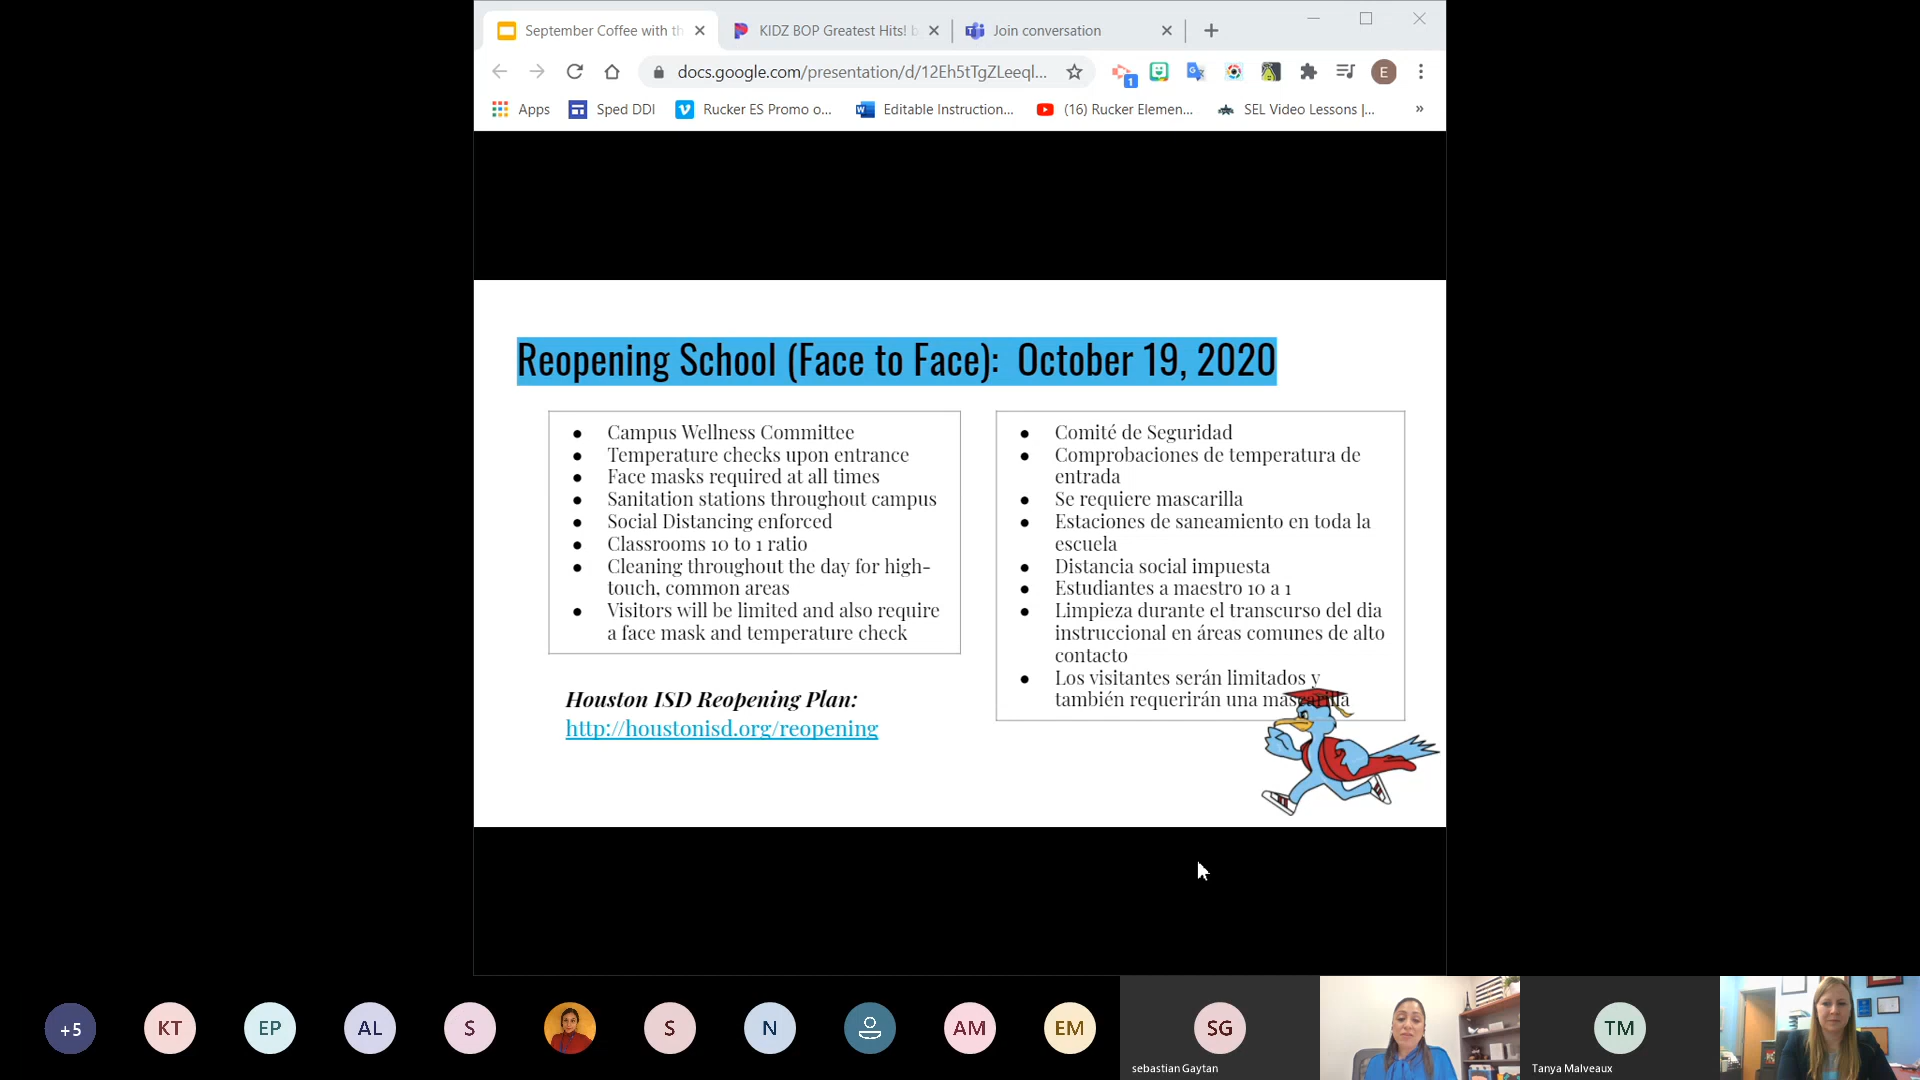 September Coffee with th
KIDZ BOP Greatest Hits! b
Join conversation
docs.google.com/presentation/d/12Eh5tTgZLeeql...
1
E
Apps
Sped DDI
Rucker ES Promo o...
Editable Instruction...
(16) Rucker Elemen...
SEL Video Lessons |...
»
Reopening School (Face to Face): October 19, 2020
● Campus Wellness Committee
● Temperature checks upon entrance
● Face masks required at all times
● Sanitation stations throughout campus
● Social Distancing enforced
● Classrooms 10 to 1 ratio
● Cleaning throughout the day for high-
touch, common areas
● Visitors will be limited and also require
a face mask and temperature check
Houston ISD Reopening Plan:
http://houstonisd.org/reopening
● Comité de Seguridad
● Comprobaciones de temperatura de
entrada
● Se requiere mascarilla
● Estaciones de saneamiento en toda la
escuela
● Distancia social impuesta
● Estudiantes a maestro 10 a 1
● Limpieza durante el transcurso del dia
instruccional en áreas comunes de alto
contacto
● Los visitantes serán limitados y
también requerirán una mascarilla
+5
KT
EP
AL
S
S
N
AM
EM
SG
sebastian Gaytan
TM
Tanya Malveaux